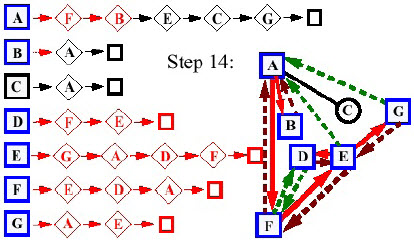 A F B E C G
B A
Step 14:
C A
D F E
E G A D F
F E D A
G A E
A
C
G
B
D E
F